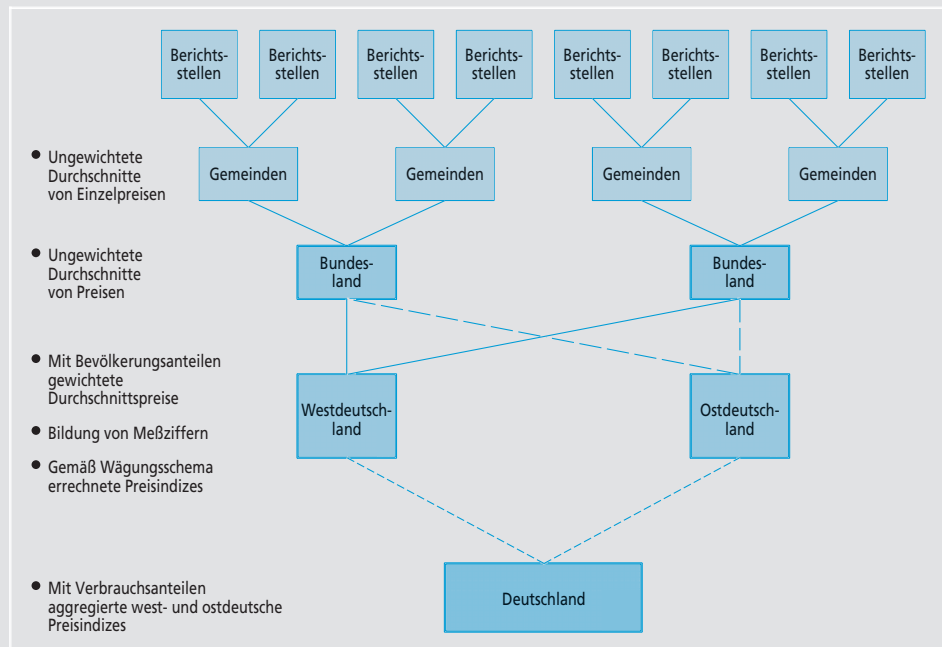 Berichts-
stellen
Berichts-
stellen
Berichts-
stellen
Berichts-
stellen
Berichts-
stellen
Berichts-
stellen
Berichts-
stellen
Berichts-
stellen
• Ungewichtete
Durchschnitte
von Einzelpreisen
Gemeinden
Gemeinden
Gemeinden
Gemeinden
• Ungewichtete
Durchschnitte
von Preisen
Bundes-
land
Bundes-
land
• Mit Bevölkerungsanteilen
gewichtete
Durchschnittspreise
• Bildung von Meßziffern
• Gemäß Wägungsschema
errechnete Preisindizes
Westdeutsch-
land
Ostdeutsch-
land
• Mit Verbrauchsanteilen
aggregierte west- und ostdeutsche
Preisindizes
Deutschland